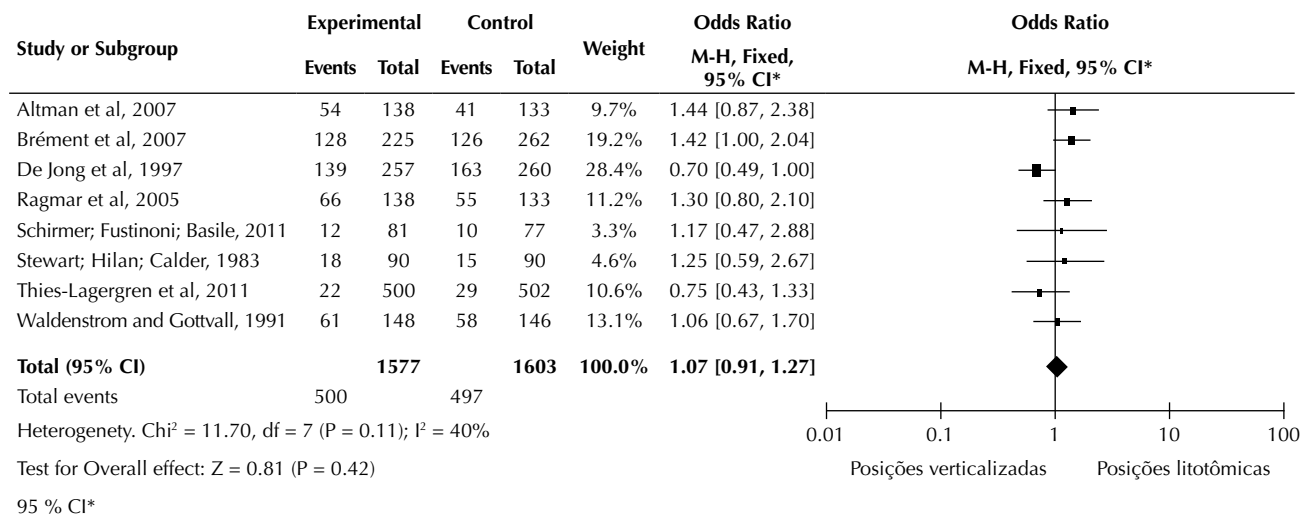 Study or Subgroup Experimental Control Weight Odds Ratio Odds Ratio
Events Total Events Total M-H, Fixed, 95% CI* M-H, Fixed, 95% CI*
Altman et al, 2007 54 138 41 133 9.7% 1.44 [0.87, 2.38]
Brément et al, 2007 128 225 126 262 19.2% 1.42 [1.00, 2.04]
De Jong et al, 1997 139 257 163 260 28.4% 0.70 [0.49, 1.00]
Ragmar et al, 2005 66 138 55 133 11.2% 1.30 [0.80, 2.10]
Schirmer; Fustinoni; Basile, 2011 12 81 10 77 3.3% 1.17 [0.47, 2.88]
Stewart; Hilan; Calder, 1983 18 90 15 90 4.6% 1.25 [0.59, 2.67]
Thies-Lagergren et al, 2011 22 500 29 502 10.6% 0.75 [0.43, 1.33]
Waldenstrom and Gottvall, 1991 61 148 58 146 13.1% 1.06 [0.67, 1.70]
Total (95% CI) 1577 1603 100.0% 1.07 [0.91, 1.27]
Total events 500 497
Heterogenety. Chi² = 11.70, df = 7 (P = 0.11); I² = 40%
0.01 0.1 1 10 100
Test for Overall effect: Z = 0.81 (P = 0.42)
Posições verticalizadas Posições litotômicas
95 % CI*